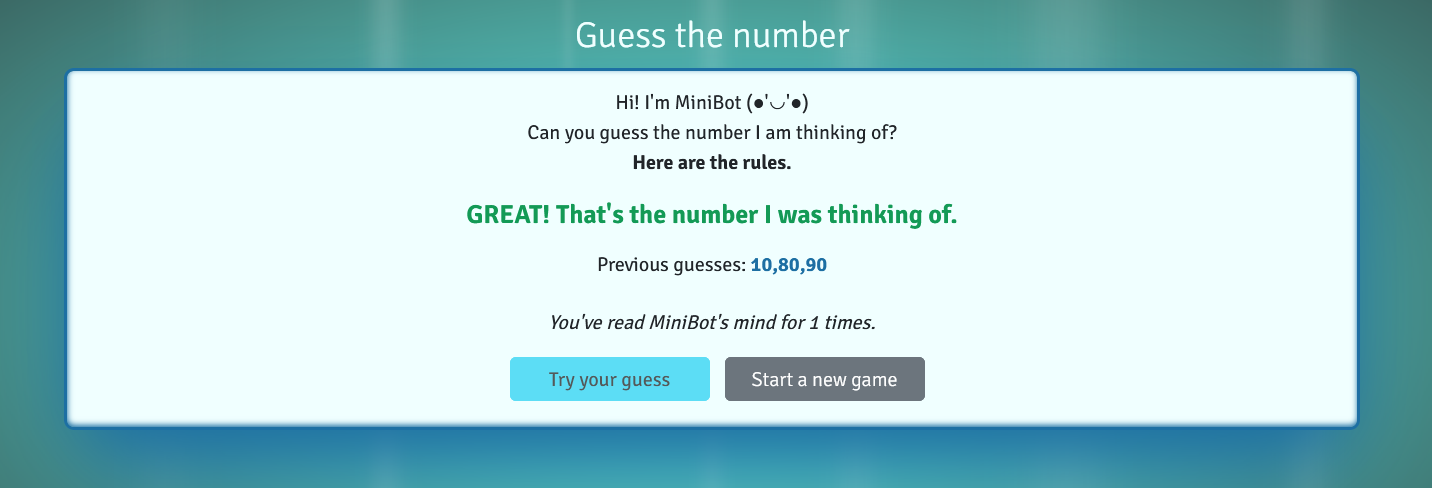 Guess the number
Hi! I'm MiniBot (●'◡'●)
Can you guess the number I am thinking of?
Here are the rules.
GREAT! That's the number I was thinking of.
Previous guesses: 10,80,90
You've read MiniBot's mind for 1 times.
Try your guess
Start a new game